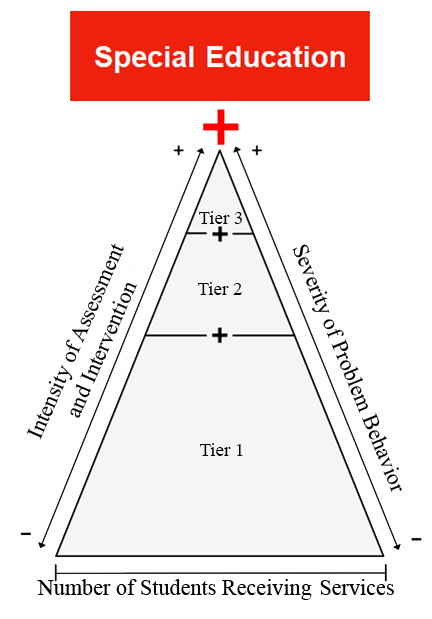 Special Education
+
+ +
Tier 3
+
Tier 2
+
Tier 1
Intensity of Assessment
and Intervention
Severity of Problem Behavior
- -
Number of Students Receiving Services